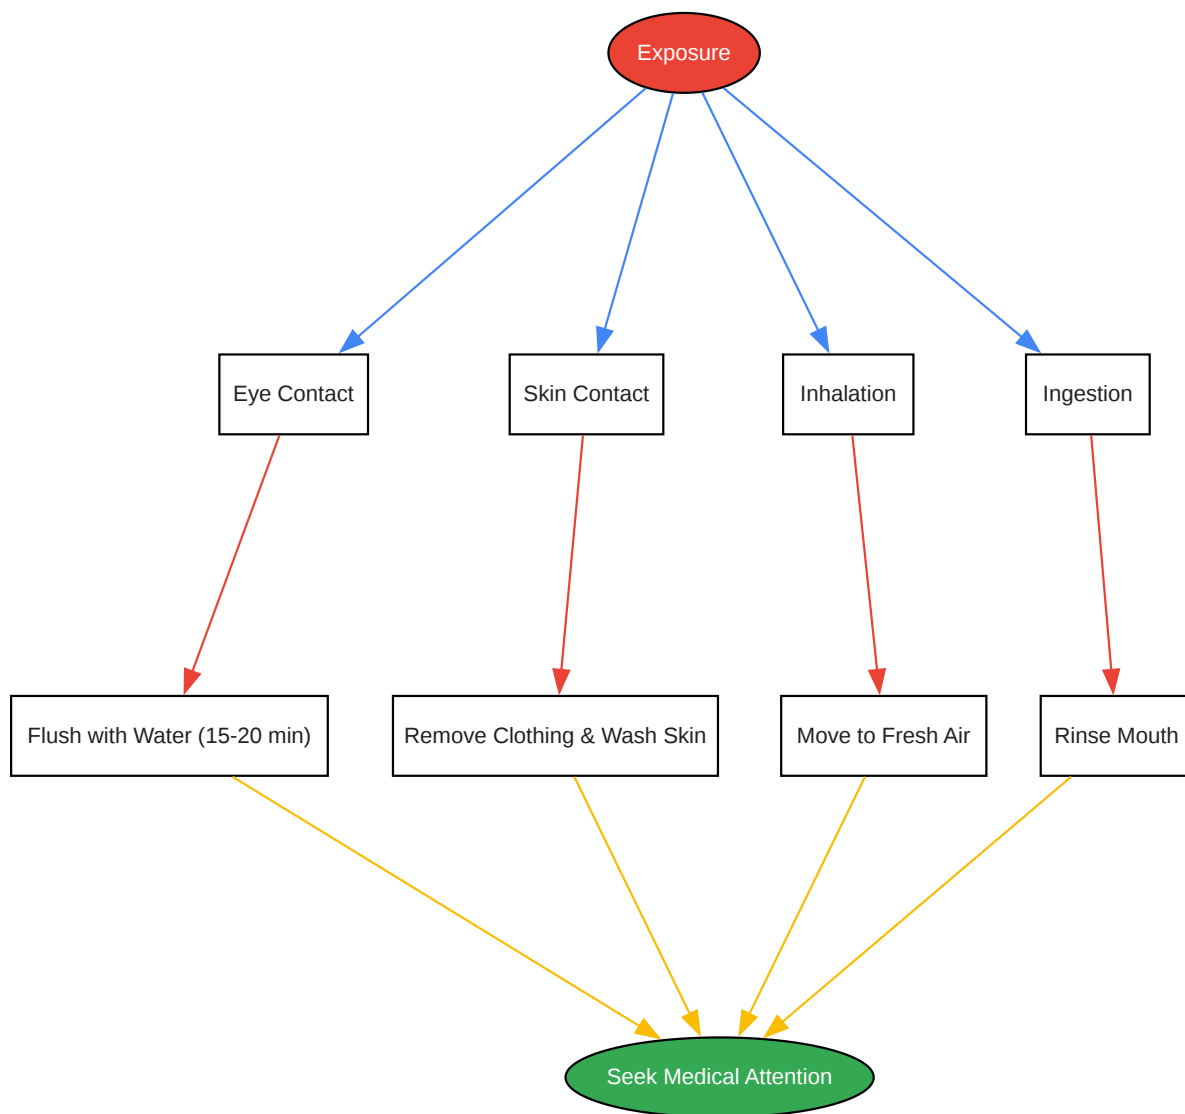 Exposure
Eye Contact
Skin Contact
Inhalation
Ingestion
Flush with Water (15-20 min)
Remove Clothing & Wash Skin
Move to Fresh Air
Rinse Mouth
Seek Medical Attention